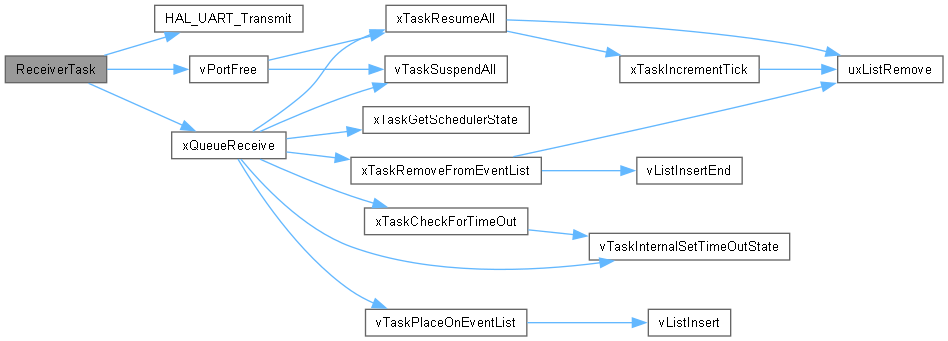 HAL_UART_Transmit
xTaskResumeAll
ReceiverTask
vPortFree
vTaskSuspendAll
xTaskIncrementTick
uxListRemove
xTaskGetSchedulerState
xQueueReceive
xTaskRemoveFromEventList
vListInsertEnd
xTaskCheckForTimeOut
vTaskInternalSetTimeOutState
vTaskPlaceOnEventList
vListInsert